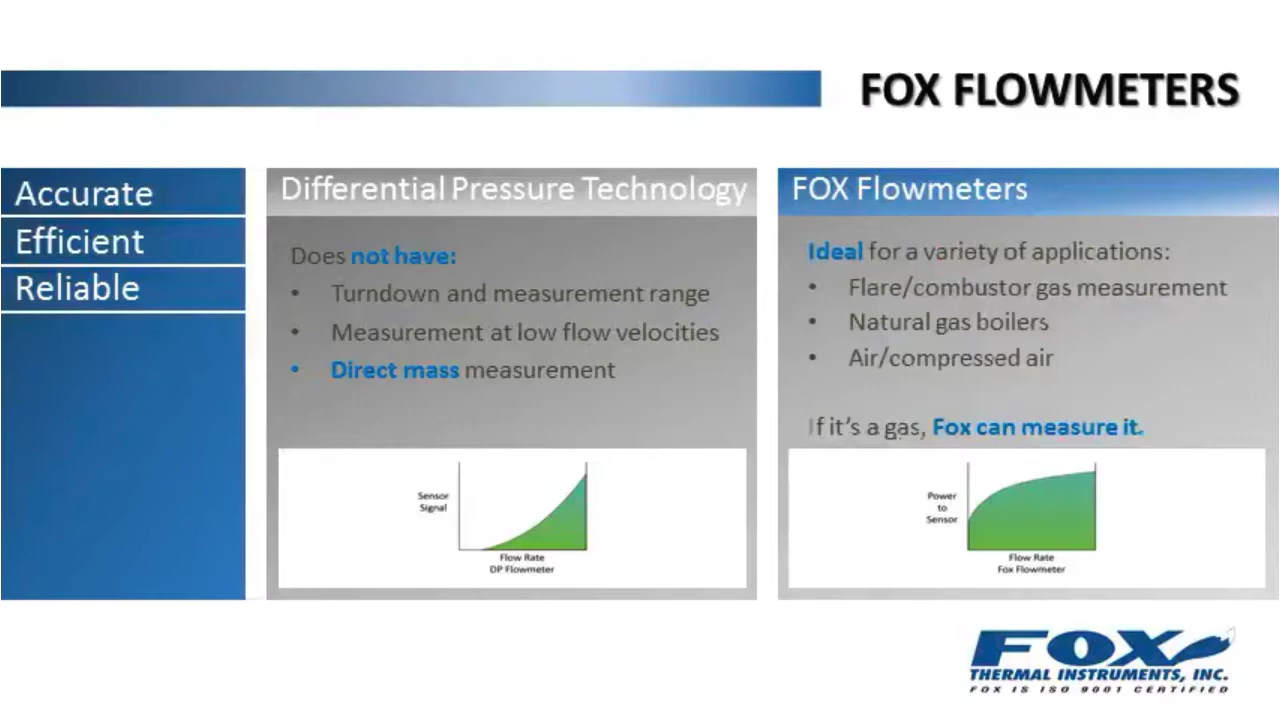 FOX FLOWMETERS
Accurate
Efficient
Reliable
Differential Pressure Technology
Does not have:
• Turndown and measurement range
• Measurement at low flow velocities
• Direct mass measurement
Sensor
Signal
Flow Rate
DP Flowmeter
FOX Flowmeters
Ideal for a variety of applications:
• Flare/combustor gas measurement
• Natural gas boilers
• Air/compressed air
If it's a gas, Fox can measure it.
Power
to
Sensor
Flow Rate
Fox Flowmeter
FOX
THERMAL INSTRUMENTS, INC.
FOX IS ISO 9001 CERTIFIED